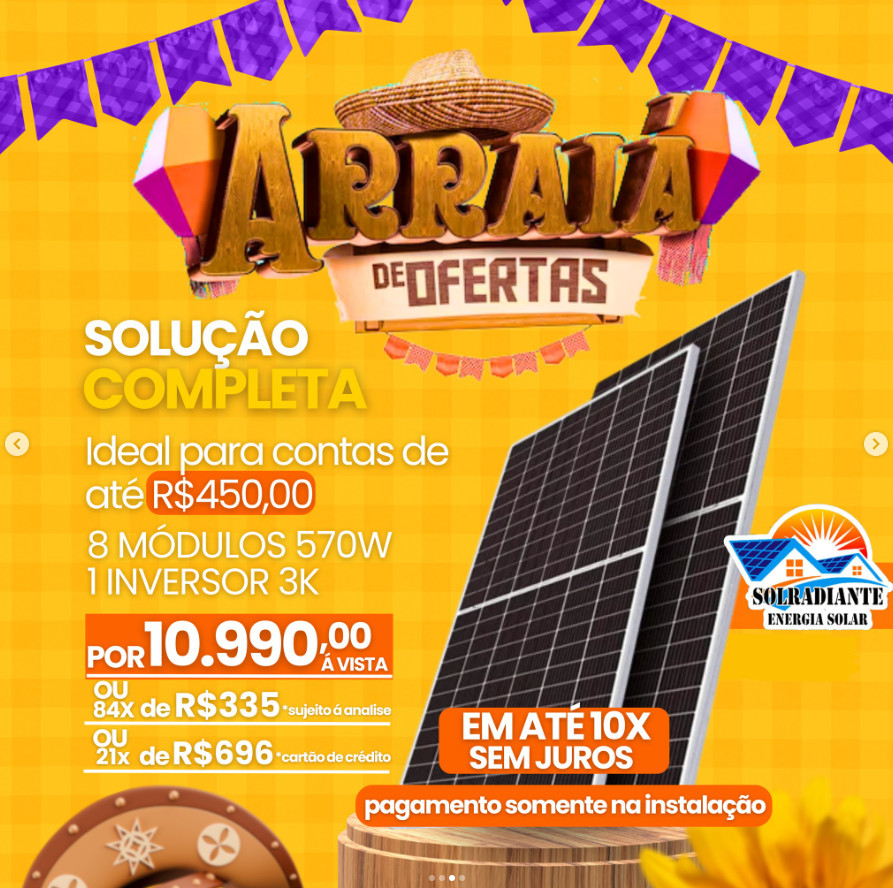 ARRAIÁ
DE OFERTAS
SOLUÇÃO
COMPLETA
Ideal para contas de
até R$450,00
8 MÓDULOS 570W
1 INVERSOR 3K
POR 10.990,00
Á VISTA
OU
84X de R$335 *sujeito á analise
OU
21x de R$696 *cartão de crédito
SOLRADIANTE
ENERGIA SOLAR
EM ATÉ 10X
SEM JUROS
pagamento somente na instalação